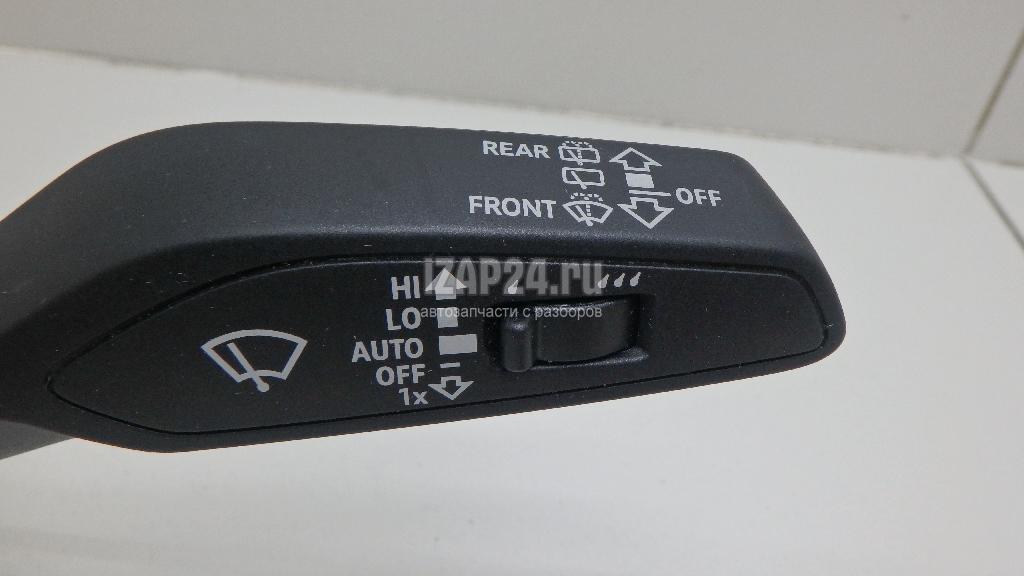 REAR
OFF
FRONT
IZAP24.ru
автозапчасти с разборов
HI
LO
AUTO
OFF
1x